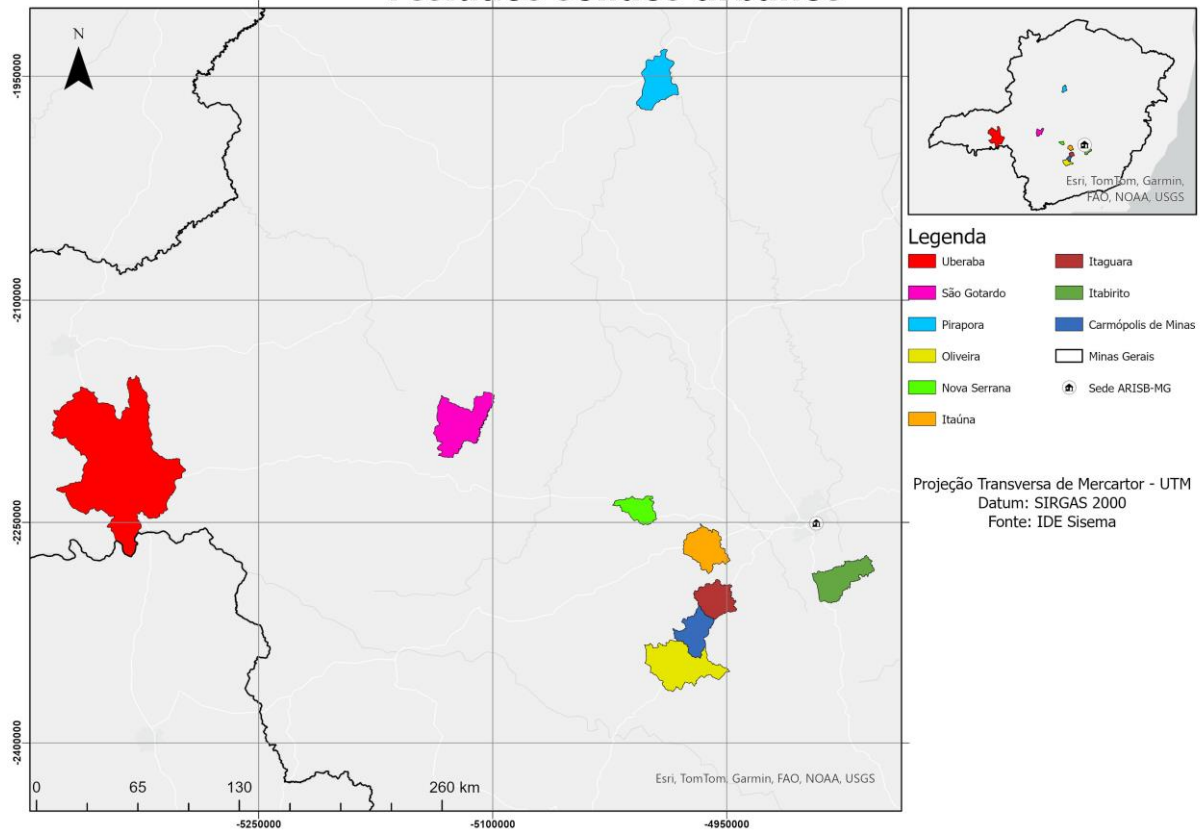 N
-1950000
-2100000
-2250000
-2400000
0 65 130 260 km
Esri, TomTom, Garmin, FAO, NOAA, USGS
-5250000 -5100000 -4950000
Esri, TomTom, Garmin,
FAO, NOAA, USGS
Legenda
Uberaba
São Gotardo
Pirapora
Oliveira
Nova Serrana
Itaúna
Itaguara
Itabirito
Carmópolis de Minas
Minas Gerais
Sede ARISB-MG
Projeção Transversa de Mercartor - UTM
Datum: SIRGAS 2000
Fonte: IDE Sisema